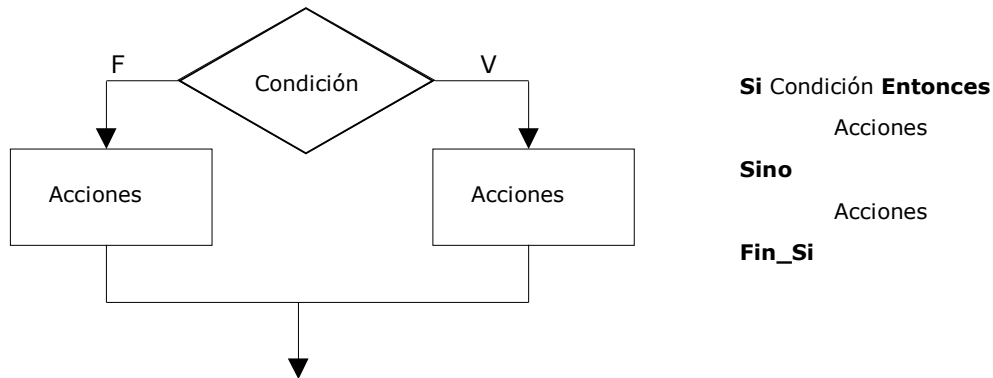 F
Condición
V
Acciones
Acciones
Si Condición Entonces
Acciones
Sino
Acciones
Fin_Si